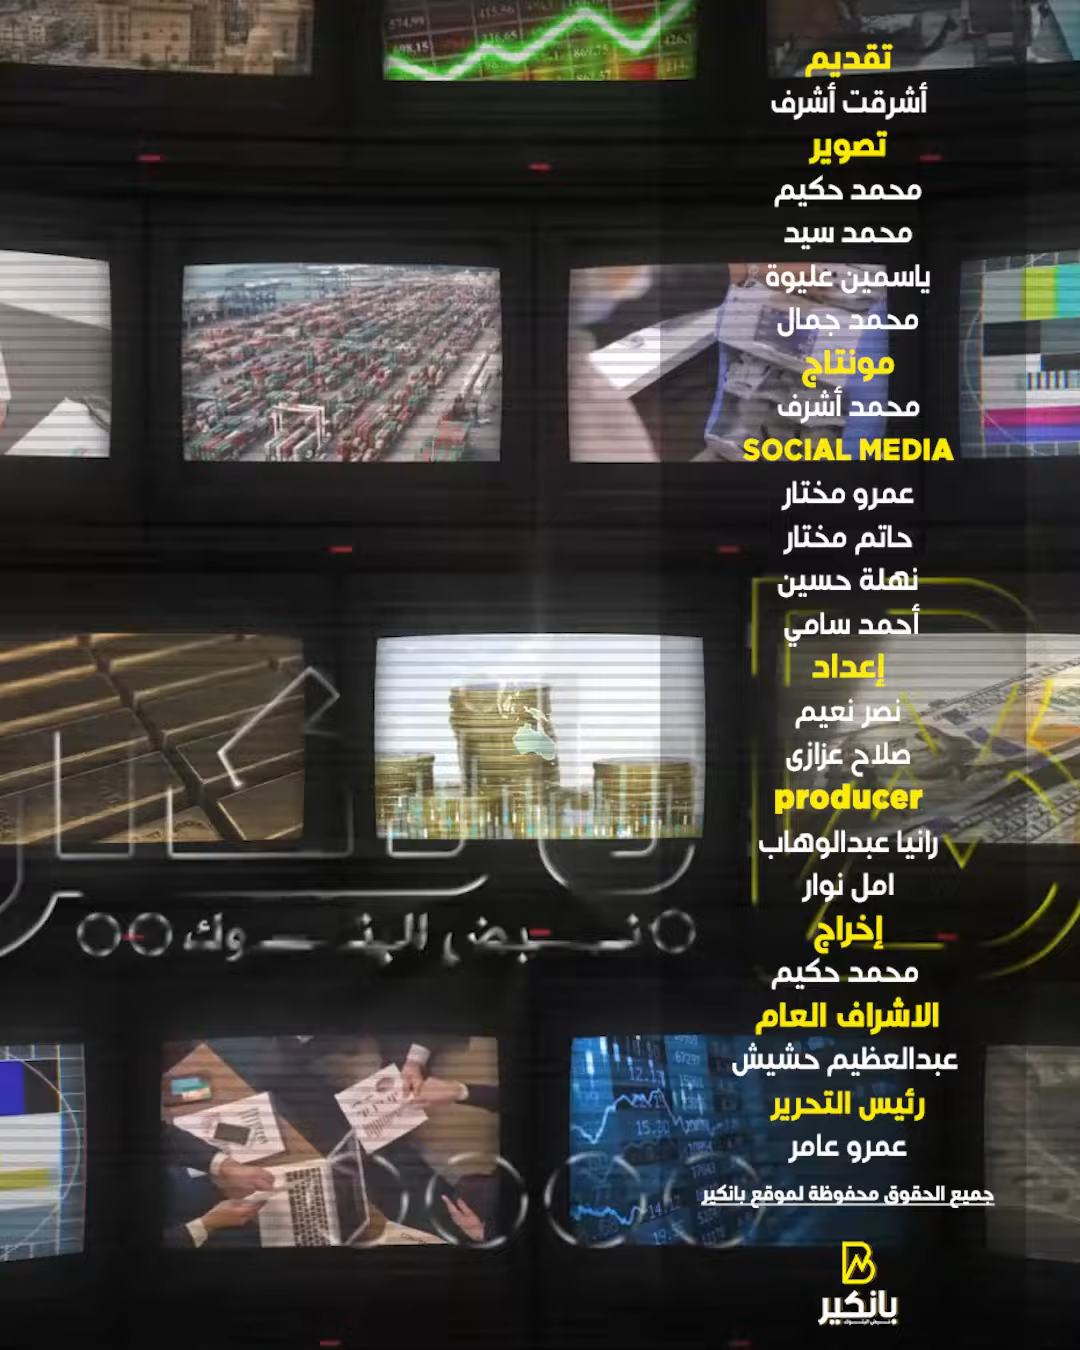 تقديم
أشرقت أشرف
تصوير
محمد حكيم
محمد سيد
ياسمين عليوة
محمد جمال
مونتاج
محمد أشرف
SOCIAL MEDIA
عمرو مختار
حاتم مختار
نهلة حسين
أحمد سامي
إعداد
نصر نعيم
صلاح عزازى
producer
رانيا عبدالوهاب
امل نوار
إخراج
محمد حكيم
الاشراف العام
عبدالعظيم حشيش
رئيس التحرير
عمرو عامر
جميع الحقوق محفوظة لموقع بانكير
بانكير
نبض البنوك